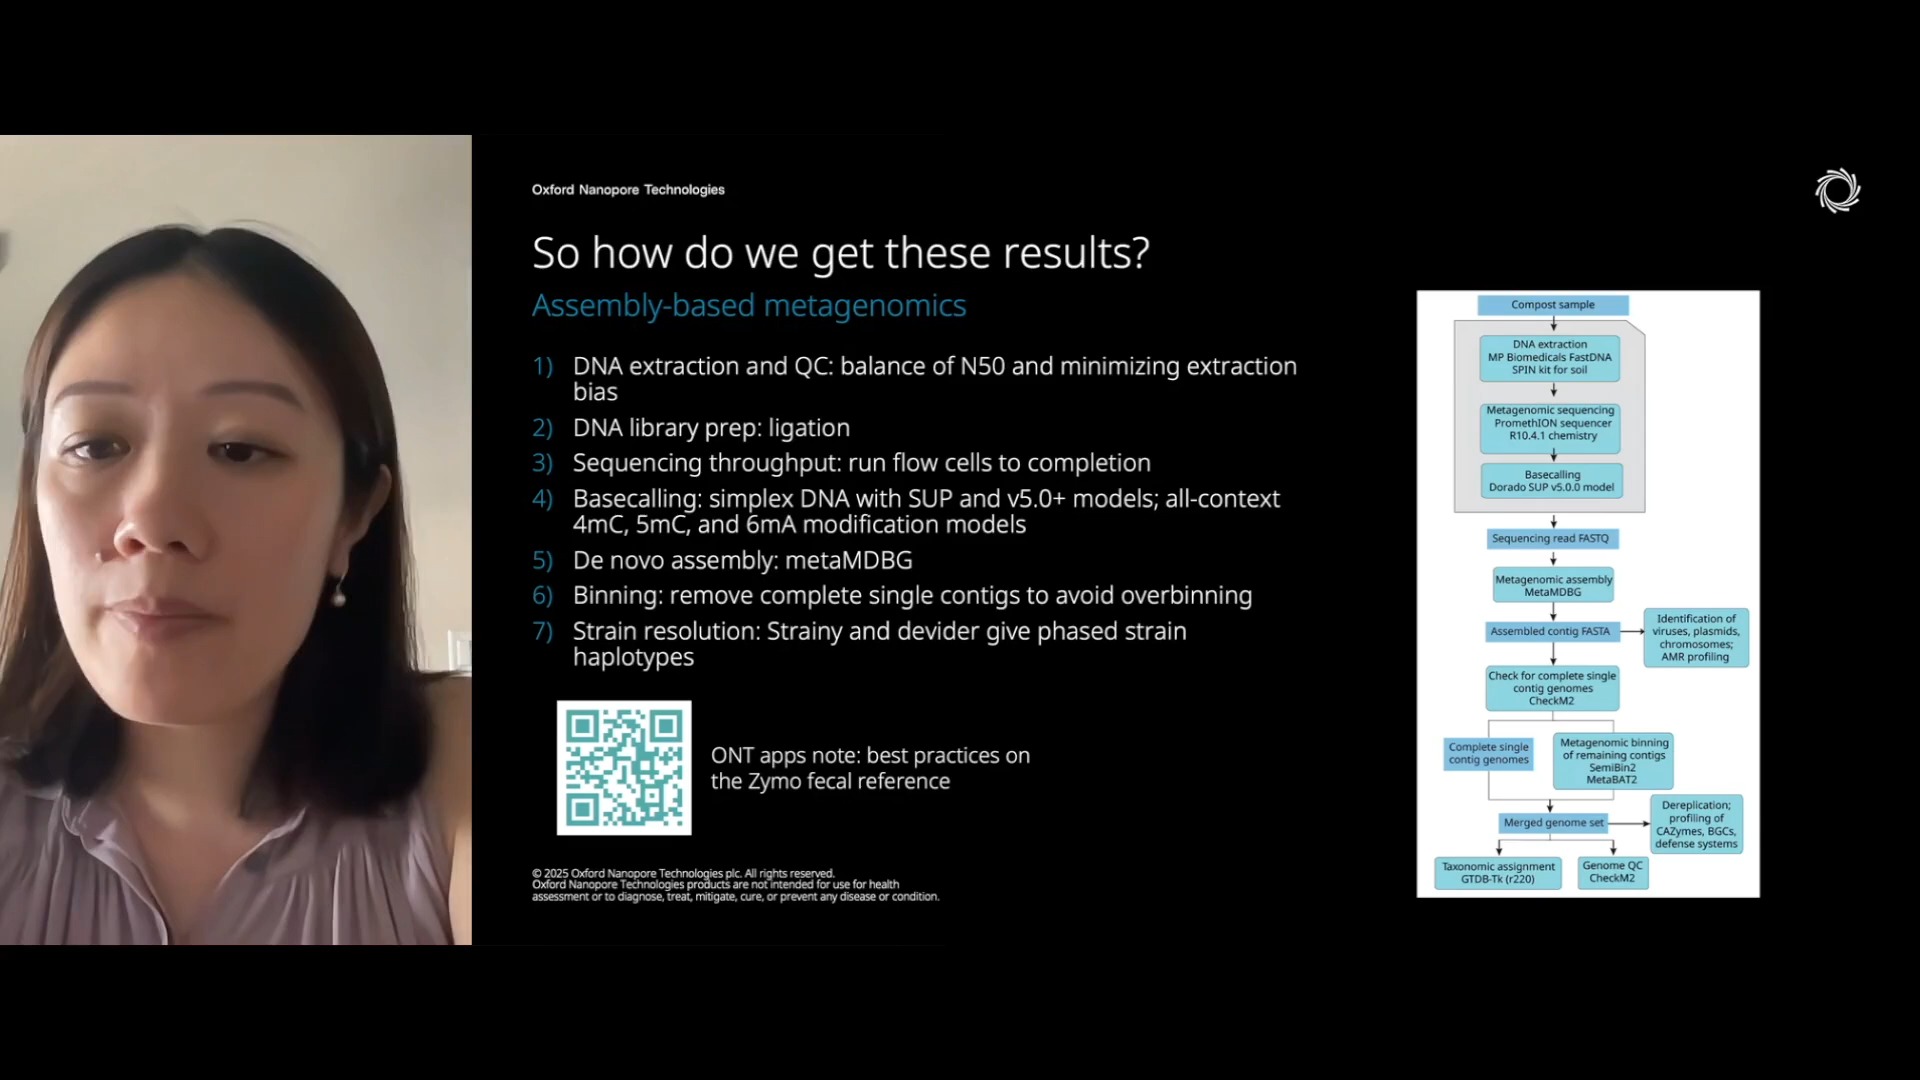 Oxford Nanopore Technologies
So how do we get these results?
Assembly-based metagenomics
1) DNA extraction and QC: balance of N50 and minimizing extraction
bias
2) DNA library prep: ligation
3) Sequencing throughput: run flow cells to completion
4) Basecalling: simplex DNA with SUP and v5.0+ models; all-context
4mC, 5mC, and 6mA modification models
5) De novo assembly: metaMDBG
6) Binning: remove complete single contigs to avoid overbinning
7) Strain resolution: Strainy and devider give phased strain
haplotypes
ONT apps note: best practices on
the Zymo fecal reference
© 2025 Oxford Nanopore Technologies plc. All rights reserved.
Oxford Nanopore Technologies products are not intended for use for health
assessment or to diagnose, treat, mitigate, cure, or prevent any disease or condition.
Compost sample
DNA extraction
MP Biomedicals FastDNA
SPIN kit for soil
Metagenomic sequencing
PromethION sequencer
R10.4.1 chemistry
Basecalling
Dorado SUP v5.0.0 model
Sequencing read FASTQ
Metagenomic assembly
MetaMDBG
Assembled contig FASTA
Identification of
viruses, plasmids,
chromosomes;
AMR profiling
Check for complete single
contig genomes
CheckM2
Complete single
contig genomes
Metagenomic binning
of remaining contigs
SemiBin2
MetaBAT2
Merged genome set
Dereplication;
profiling of
CAZymes, BGCs,
defense systems
Taxonomic assignment
GTDB-Tk (r220)
Genome QC
CheckM2